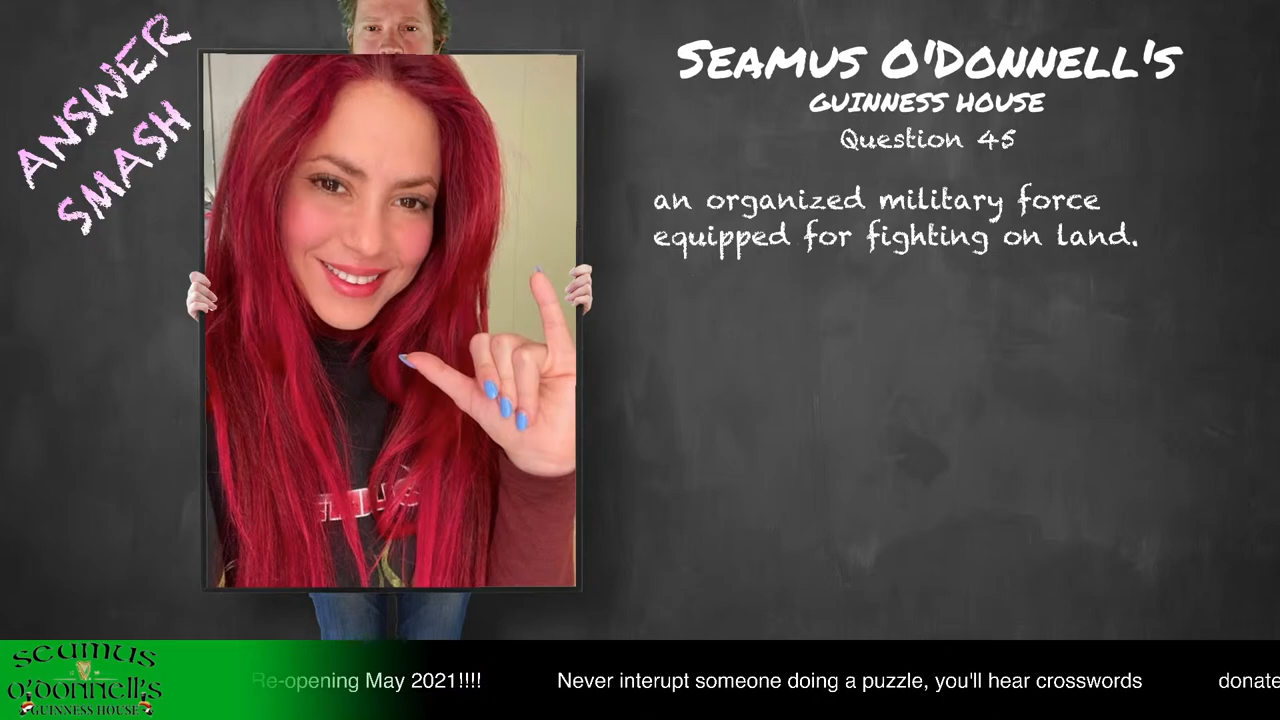 ANSWER
SMASH
SEAMUS O'DONNELL'S
GUINNESS HOUSE
Question 45
an organized military force
equipped for fighting on land.
seamus
o'donnell's
GUINNESS HOUSE
Re-opening May 2021!!!! Never interupt someone doing a puzzle, you'll hear crosswords donate